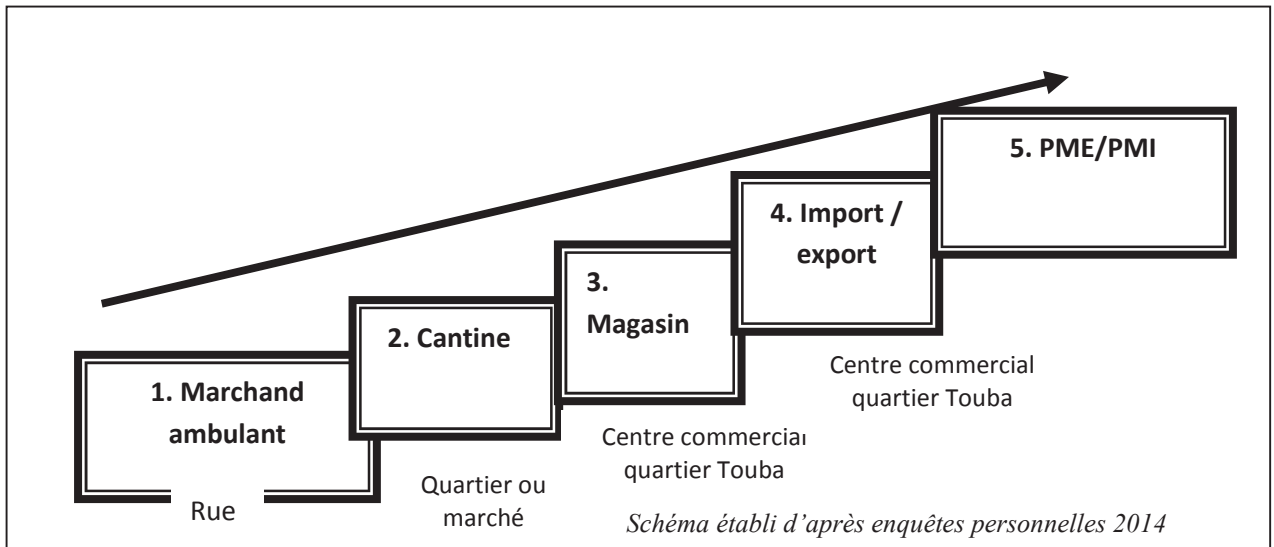 1. Marchand
ambulant
Rue
2. Cantine
Quartier ou
marché
3.
Magasin
Centre commercial
quartier Touba
4. Import /
export
Centre commercial
quartier Touba
5. PME/PMI
Schéma établi d’après enquêtes personnelles 2014